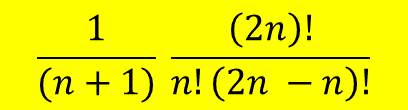 1 (2n)!
(n + 1) n! (2n − n)!